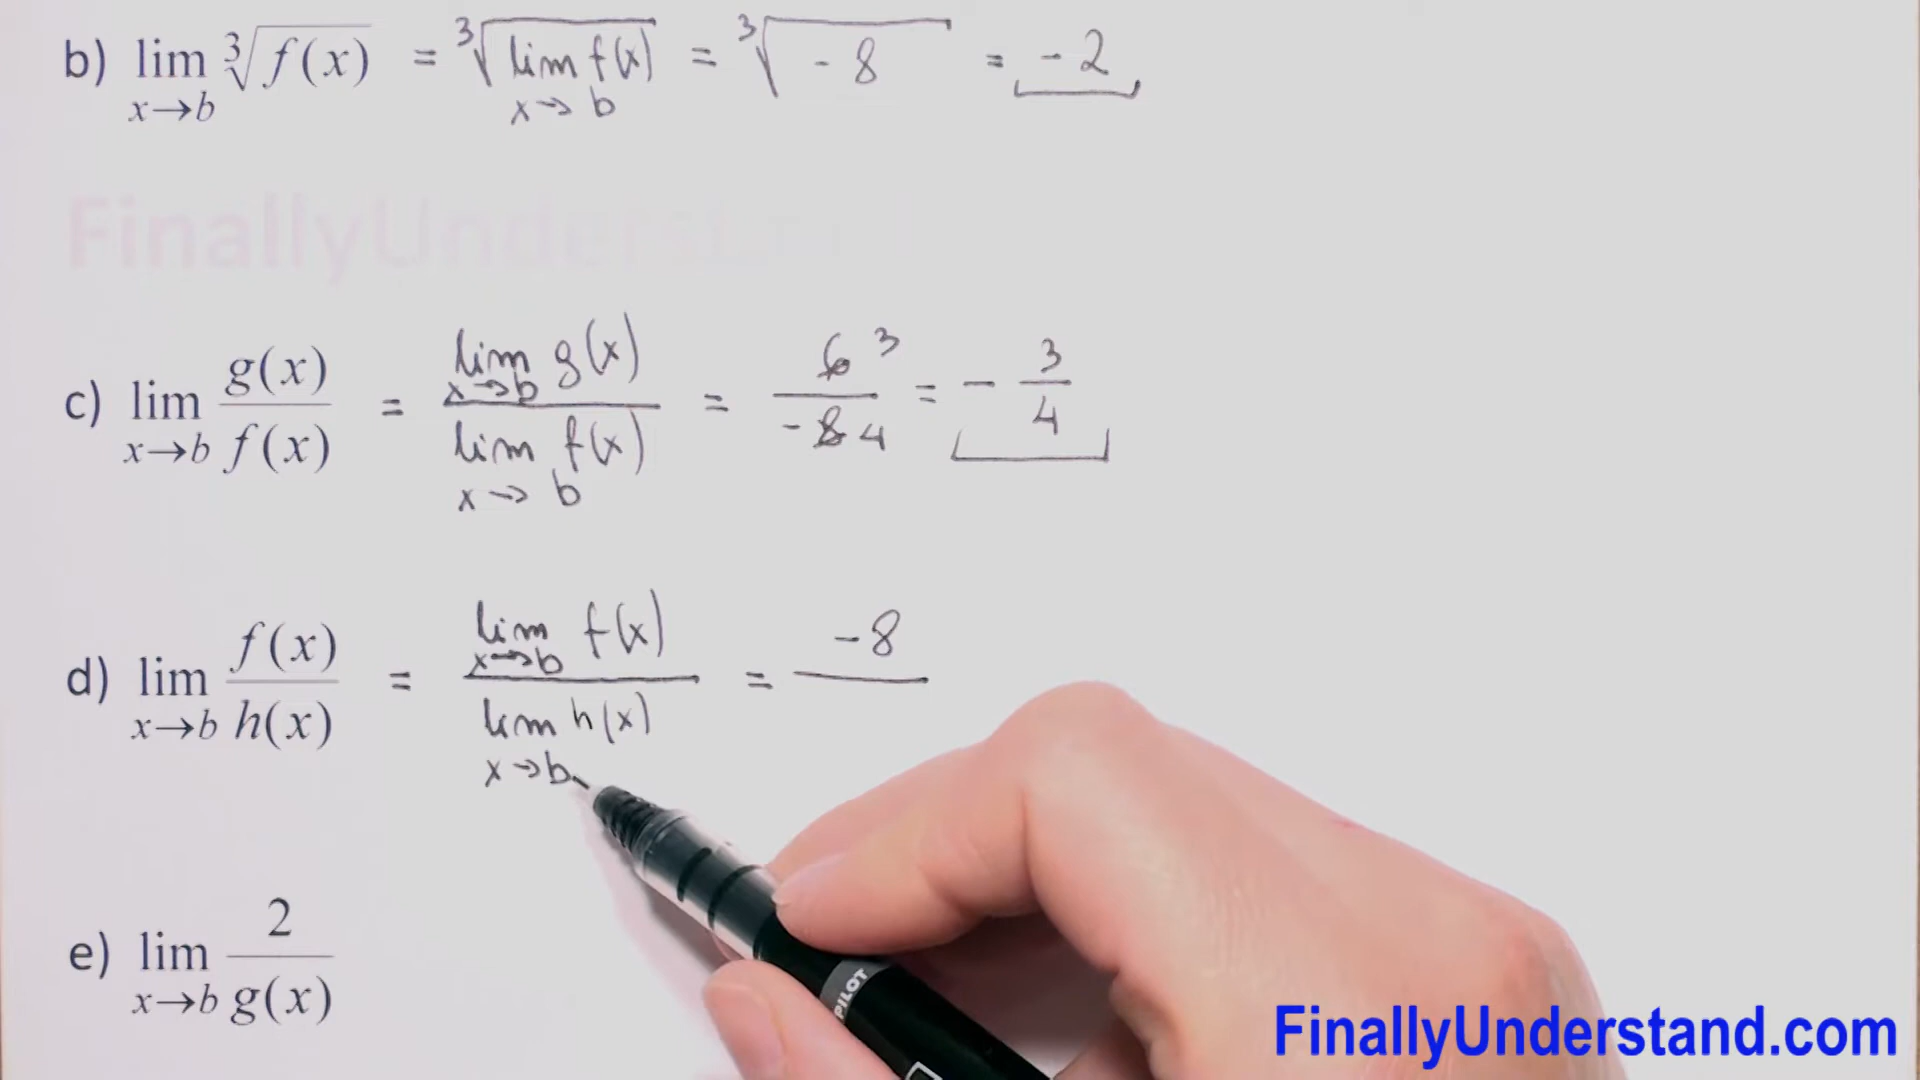 b) lim x→b ∛f(x) = ∛lim x→b f(x) = ∛-8 = -2
FinallyUnderst
c) lim x→b g(x)/f(x) = lim x→b g(x) / lim x→b f(x) = 6 3 / -8 4 = - 3/4
d) lim x→b f(x)/h(x) = lim x→b f(x) / lim x→b h(x) = -8
PILOT
e) lim x→b 2/g(x)
FinallyUnderstand.com